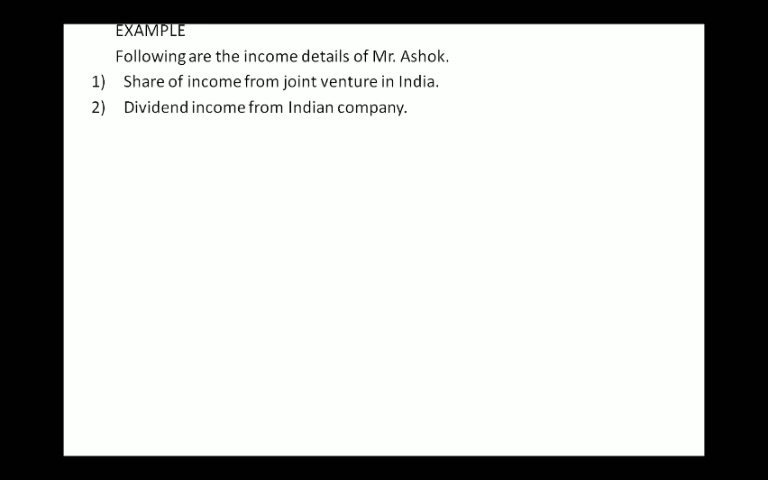 EXAMPLE
Following are the income details of Mr. Ashok.
1) Share of income from joint venture in India.
2) Dividend income from Indian company.